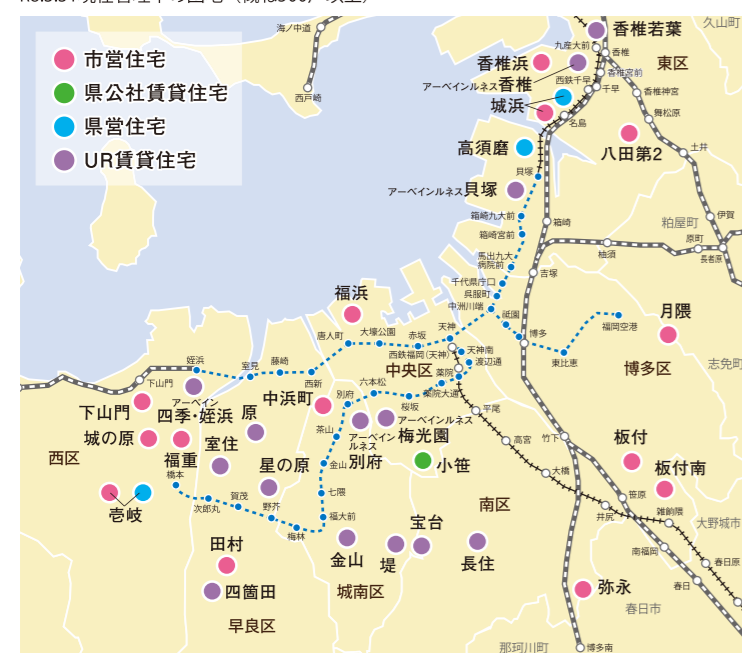 市営住宅
県公社賃貸住宅
県営住宅
UR賃貸住宅
海ノ中道
西戸崎
香椎若葉
久山町
九産大前
香椎
東区
香椎浜
アーベインルネス香椎
西鉄千早
香椎宮前
千早
香椎神宮
城浜
名島
舞松原
八田第2
土井
高須磨
貝塚
アーベインルネス貝塚
伊賀
粕屋町
箱崎九大前
箱崎
箱崎宮前
原町
柚須
長者原
馬出九大
病院前
吉塚
千代県庁口
呉服町
中洲川端
祇園
博多
福岡空港
東比恵
月隈
博多区
志免町
福浜
大濠公園
唐人町
赤坂
天神
西鉄福岡(天神)
天神南
渡辺通
中央区
薬院
薬院大通
姪浜
室見
藤崎
西新
下山門
下山門
アーベイン
四季・姪浜
原
中浜町
別府
六本松
桜坂
平尾
城の原
福重
室住
茶山
アーベイン
ルネス
別府
アーベインルネス
梅光園
小笹
高宮
竹下
西区
橋本
星の原
金山
大橋
板付
板付南
壱岐
次郎丸
賀茂
野芥
七隈
梅林
福大前
南区
宝台
井尻
笹原
雑餉隈
大野城市
田村
金山
堤
長住
南福岡
春日原
四箇田
城南区
弥永
春日
早良区
春日市
那珂川町
博多南